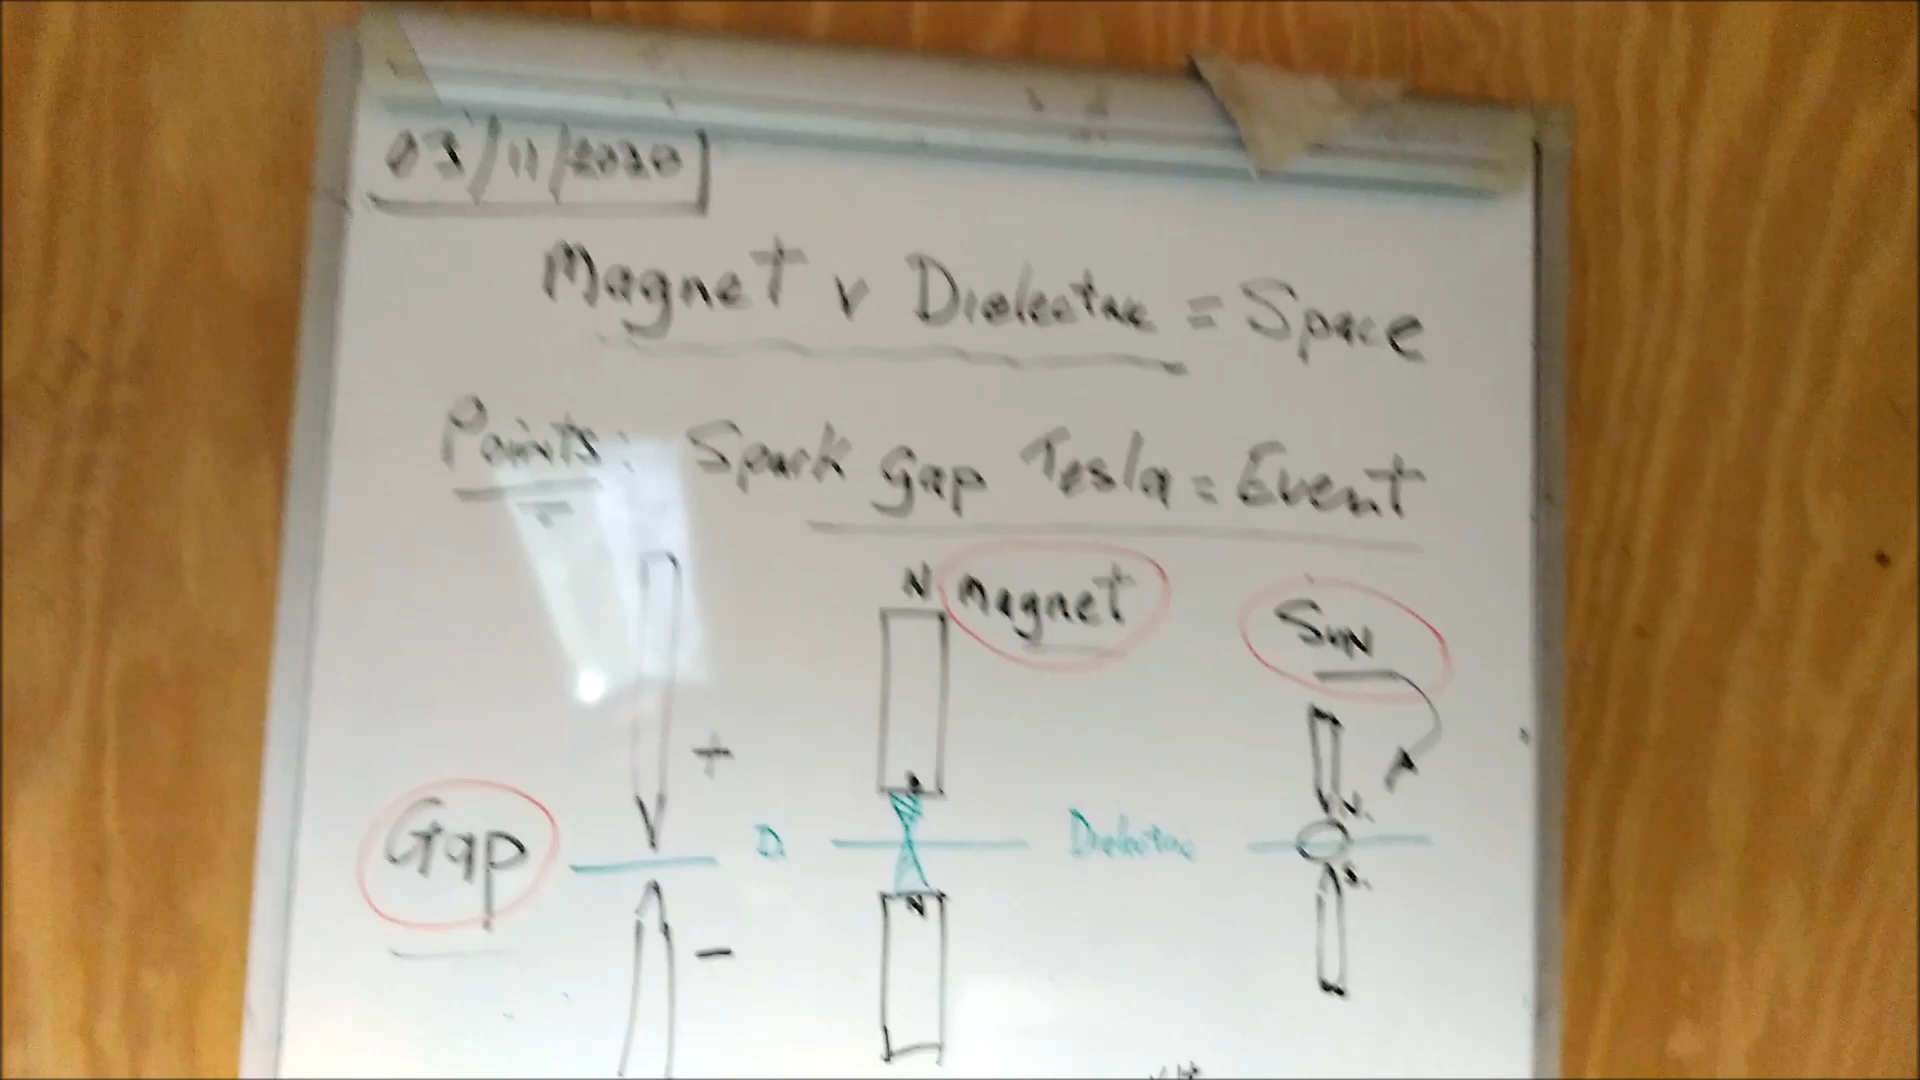 03/11/2020
Magnet v Dielectric = Space
Points: Spark Gap Tesla = Event
N Magnet
Sun
+
Gap
D.
Dielectric
N.
S.
N
-